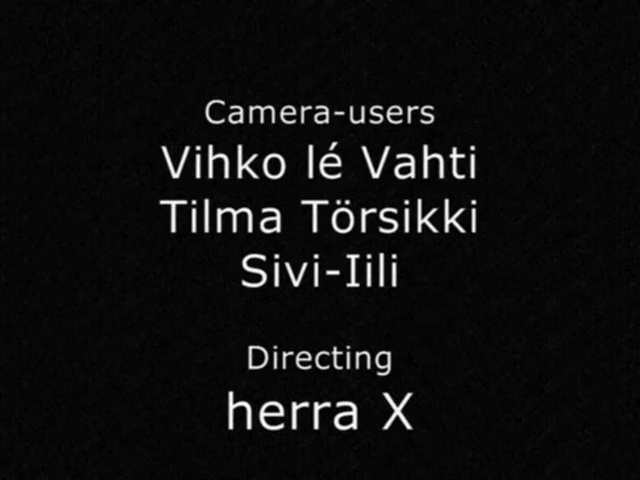 Camera-users
Vihko lé Vahti
Tilma Törsikki
Sivi-Iili
Directing
herra X